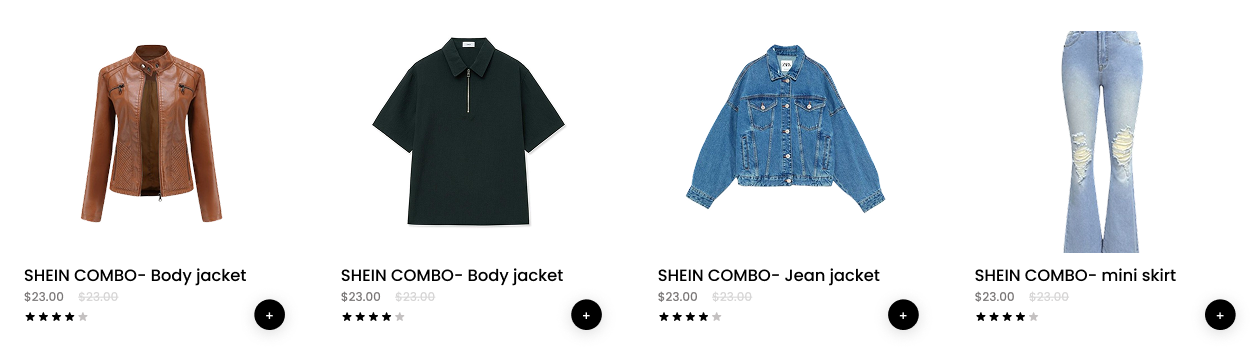 SHEIN COMBO- Body jacket
$23.00 $23.00
+
SHEIN COMBO- Body jacket
$23.00 $23.00
+
SHEIN COMBO- Jean jacket
$23.00 $23.00
+
SHEIN COMBO- mini skirt
$23.00 $23.00
+